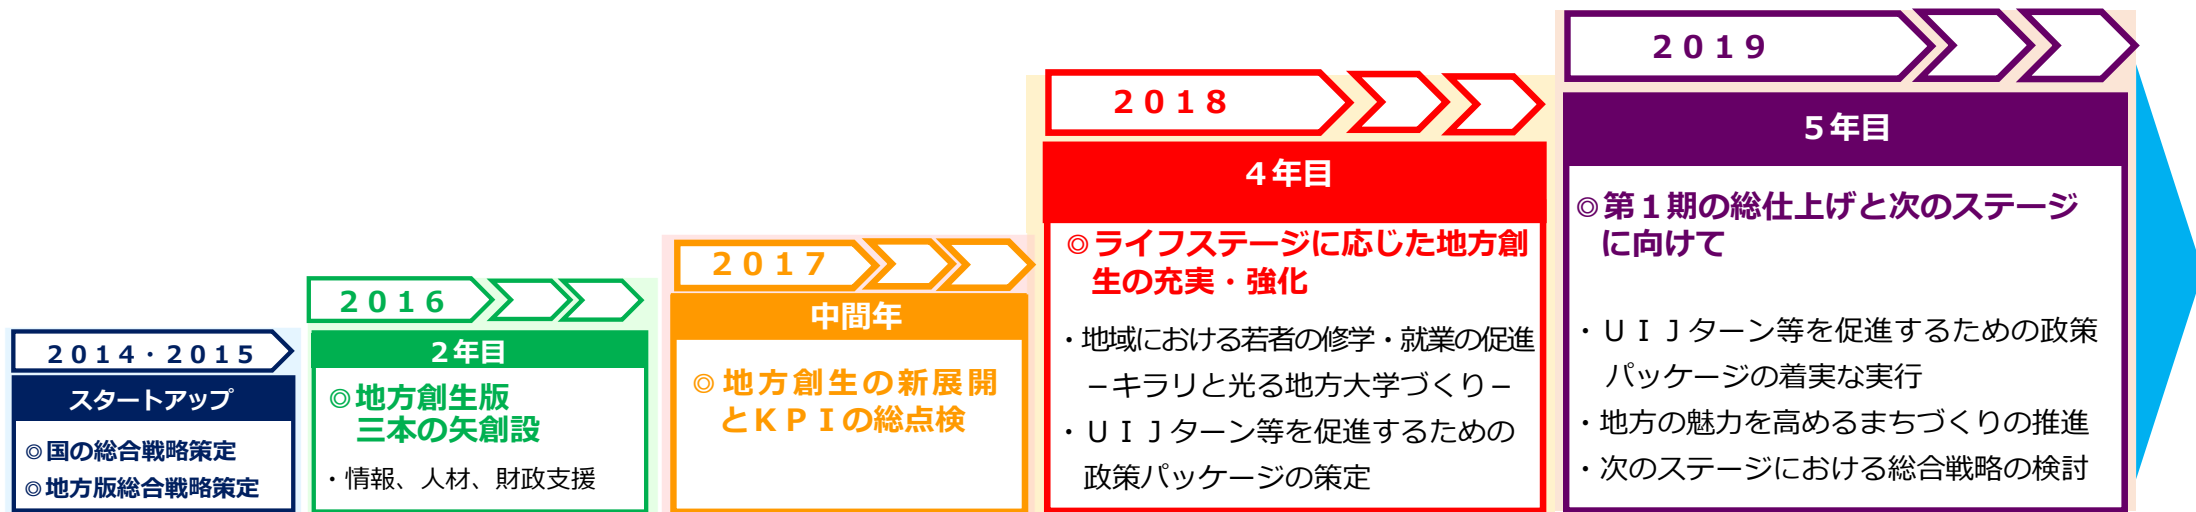 ２０１４・２０１５
スタートアップ
◎国の総合戦略策定
◎地方版総合戦略策定
２０１６
２年目
◎地方創生版
三本の矢創設
・情報、人材、財政支援
２０１７
中間年
◎地方創生の新展開
とＫＰＩの総点検
２０１８
４年目
◎ライフステージに応じた地方創
生の充実・強化
・地域における若者の修学・就業の促進
－キラリと光る地方大学づくり－
・ＵＩＪターン等を促進するための
政策パッケージの策定
２０１９
５年目
◎第１期の総仕上げと次のステージ
に向けて
・ＵＩＪターン等を促進するための政策
パッケージの着実な実行
・地方の魅力を高めるまちづくりの推進
・次のステージにおける総合戦略の検討